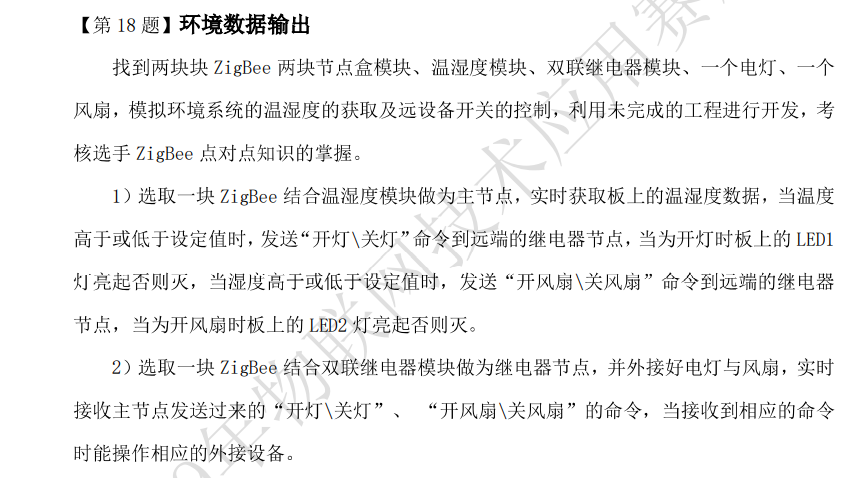 【第 18 题】环境数据输出
找到两块块 ZigBee 两块节点盒模块、温湿度模块、双联继电器模块、一个电灯、一个
风扇，模拟环境系统的温湿度的获取及远设备开关的控制，利用未完成的工程进行开发，考
核选手 ZigBee 点对点知识的掌握。
1）选取一块 ZigBee 结合温湿度模块做为主节点，实时获取板上的温湿度数据，当温度
高于或低于设定值时，发送“开灯\关灯”命令到远端的继电器节点，当为开灯时板上的 LED1
灯亮起否则灭，当湿度高于或低于设定值时，发送“开风扇\关风扇”命令到远端的继电器
节点，当为开风扇时板上的 LED2 灯亮起否则灭。
2）选取一块 ZigBee 结合双联继电器模块做为继电器节点，并外接好电灯与风扇，实时
接收主节点发送过来的“开灯\关灯”、 “开风扇\关风扇”的命令，当接收到相应的命令
时能操作相应的外接设备。
年物联网技术应用赛